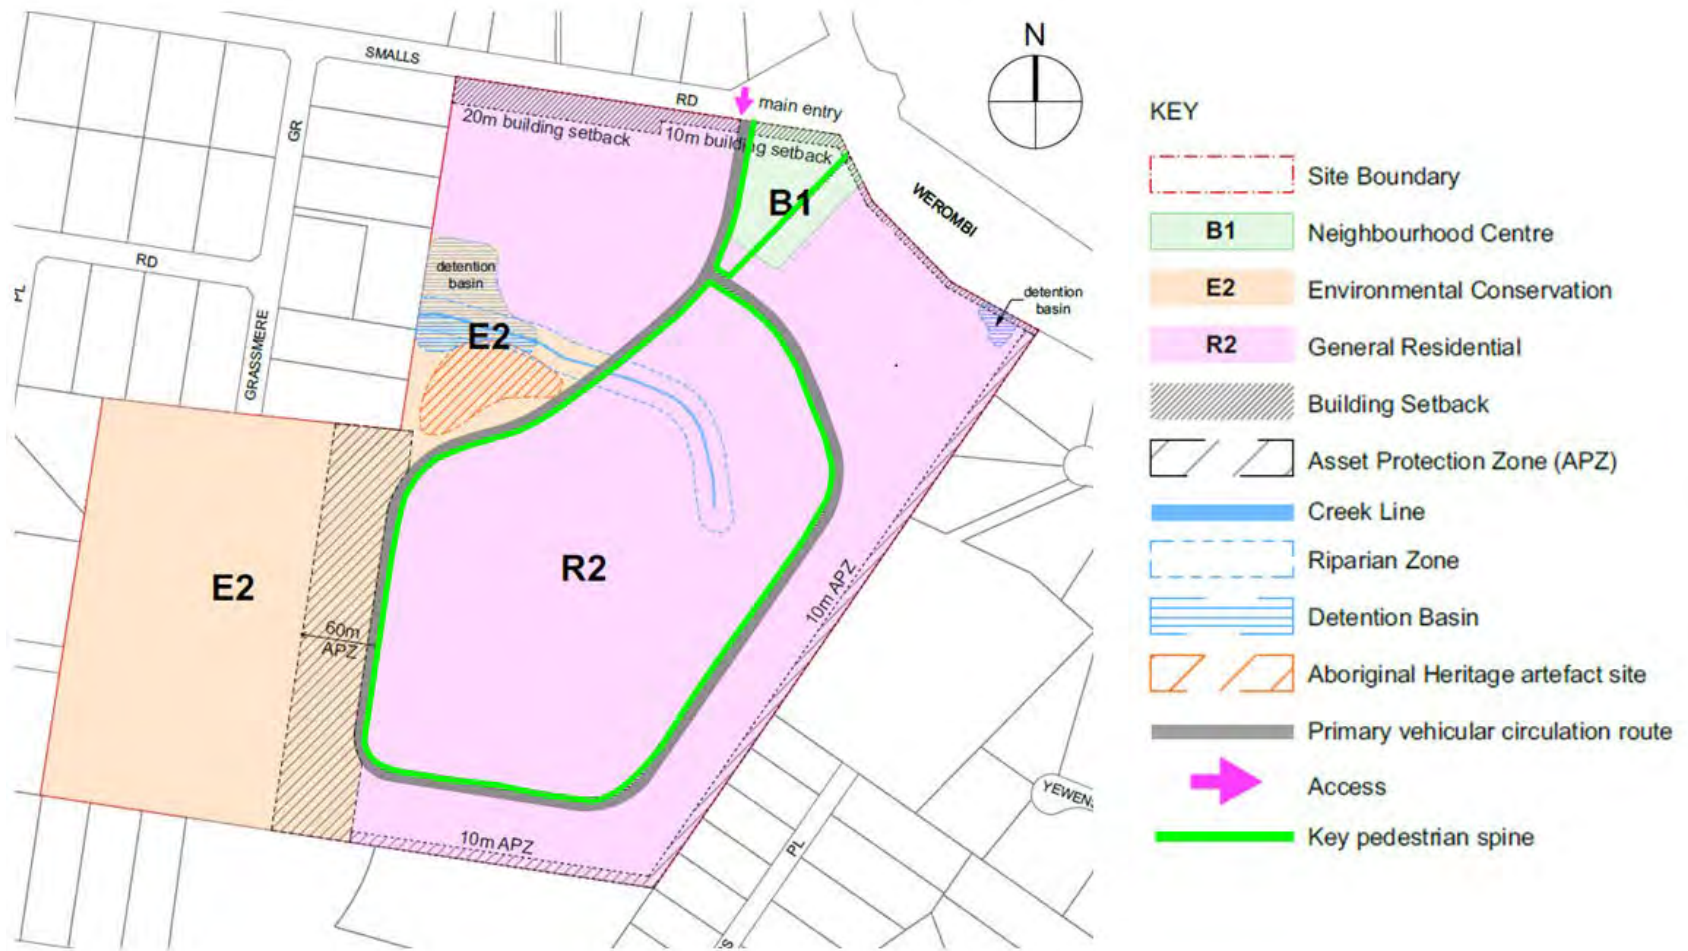 SMALLS
RD
main entry
20m building setback
10m building setback
GR
B1
WEROMBI
RD
PL
detention
basin
detention
basin
E2
GRASSMERE
E2
R2
10m APZ
60m
APZ
10m APZ
PL
YEWENS
N
KEY
Site Boundary
B1
Neighbourhood Centre
E2
Environmental Conservation
R2
General Residential
Building Setback
Asset Protection Zone (APZ)
Creek Line
Riparian Zone
Detention Basin
Aboriginal Heritage artefact site
Primary vehicular circulation route
Access
Key pedestrian spine